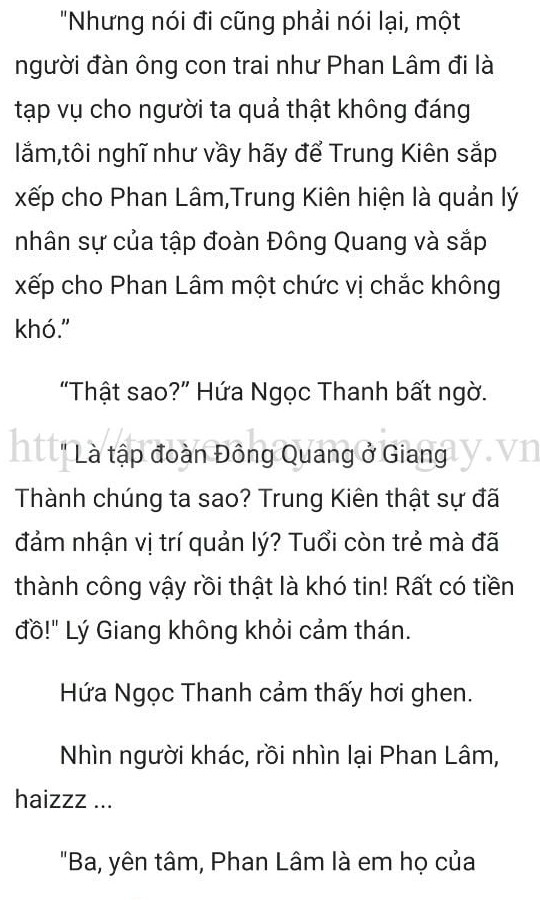 "Nhưng nói đi cũng phải nói lại, một
người đàn ông con trai như Phan Lâm đi là
tạp vụ cho người ta quả thật không đáng
lắm,tôi nghĩ như vầy hãy để Trung Kiên sắp
xếp cho Phan Lâm,Trung Kiên hiện là quản lý
nhân sự của tập đoàn Đông Quang và sắp
xếp cho Phan Lâm một chức vị chắc không
khó.”
“Thật sao?” Hứa Ngọc Thanh bất ngờ.
http://truyenhaymoingay.vn
" Là tập đoàn Đông Quang ở Giang
Thành chúng ta sao? Trung Kiên thật sự đã
đảm nhận vị trí quản lý? Tuổi còn trẻ mà đã
thành công vậy rồi thật là khó tin! Rất có tiền
đồ!" Lý Giang không khỏi cảm thán.
Hứa Ngọc Thanh cảm thấy hơi ghen.
Nhìn người khác, rồi nhìn lại Phan Lâm,
haizzz ...
"Ba, yên tâm, Phan Lâm là em họ của